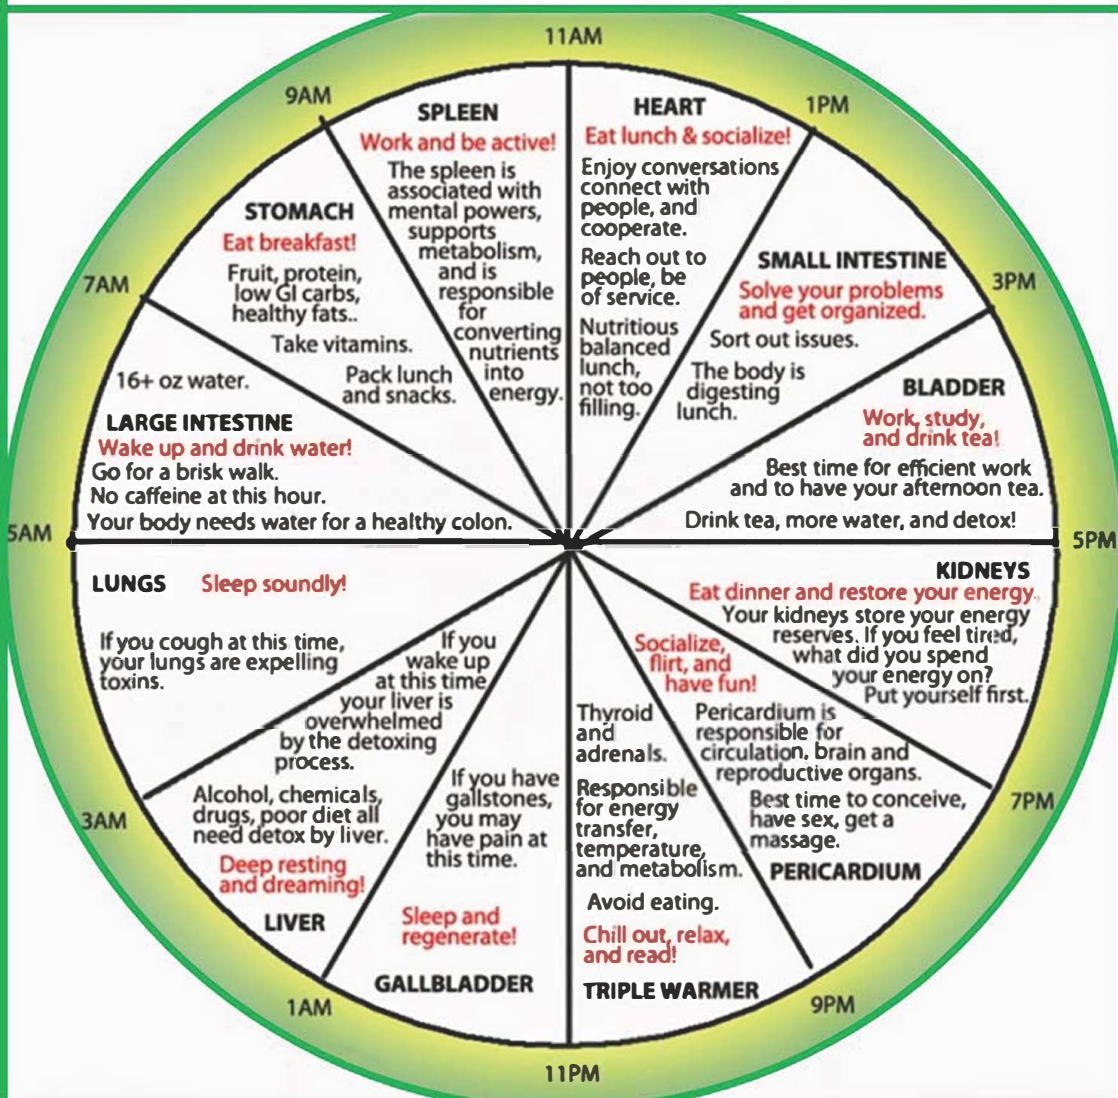 11AM
HEART
Eat lunch & socialize!
Enjoy conversations
connect with
people, and
cooperate.
Reach out to
people, be
of service.
Nutritious
balanced
lunch,
not too
filling.
1PM
SMALL INTESTINE
Solve your problems
and get organized.
Sort out issues.
The body is
digesting
lunch.
3PM
BLADDER
Work, study,
and drink tea!
Best time for efficient work
and to have your afternoon tea.
Drink tea, more water, and detox!
5PM
KIDNEYS
Eat dinner and restore your energy.
Your kidneys store your energy
reserves. If you feel tired,
what did you spend
your energy on?
Put yourself first.
7PM
Socialize,
flirt, and
have fun!
Pericardium is
responsible for
circulation, brain and
reproductive organs.
Best time to conceive,
have sex, get a
massage.
PERICARDIUM
9PM
Thyroid
and
adrenals.
Responsible
for energy
transfer,
temperature,
and metabolism.
Avoid eating.
Chill out, relax,
and read!
TRIPLE WARMER
11PM
If you have
gallstones,
you may
have pain at
this time.
Sleep and
regenerate!
GALLBLADDER
1AM
If you
wake up
at this time
your liver is
overwhelmed
by the detoxing
process.
Alcohol, chemicals,
drugs, poor diet all
need detox by liver.
Deep resting
and dreaming!
LIVER
3AM
LUNGS Sleep soundly!
If you cough at this time,
your lungs are expelling
toxins.
5AM
16+ oz water.
LARGE INTESTINE
Wake up and drink water!
Go for a brisk walk.
No caffeine at this hour.
Your body needs water for a healthy colon.
7AM
STOMACH
Eat breakfast!
Fruit, protein,
low GI carbs,
healthy fats..
Take vitamins.
Pack lunch
and snacks.
9AM
SPLEEN
Work and be active!
The spleen is
associated with
mental powers,
supports
metabolism,
and is
responsible
for
converting
nutrients
into
energy.